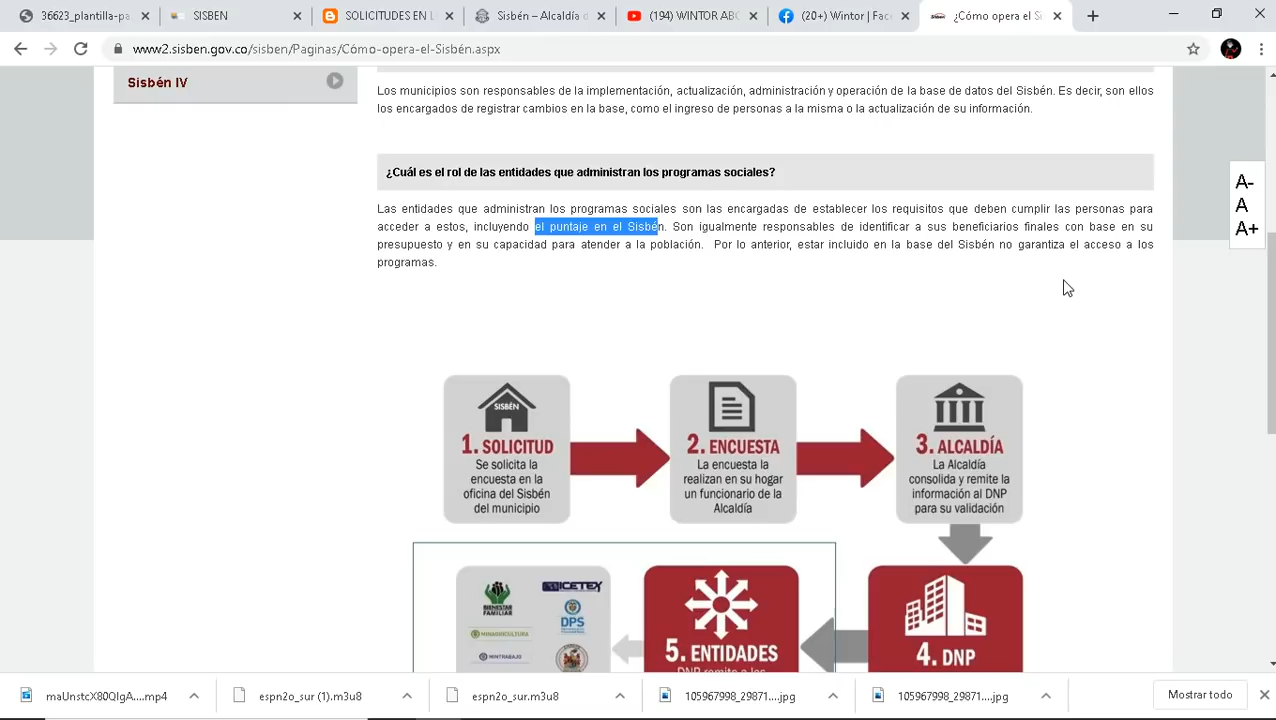 36623_plantilla-pa
SISBEN
SOLICITUDES EN L
Sisbén – Alcaldía d
(194) WINTOR ABC
(20+) Wintor | Fac
¿Cómo opera el Si
www2.sisben.gov.co/sisben/Paginas/Cómo-opera-el-Sisbén.aspx
Sisbén IV
Los municipios son responsables de la implementación, actualización, administración y operación de la base de datos del Sisbén. Es decir, son ellos
los encargados de registrar cambios en la base, como el ingreso de personas a la misma o la actualización de su información.
¿Cuál es el rol de las entidades que administran los programas sociales?
Las entidades que administran los programas sociales son las encargadas de establecer los requisitos que deben cumplir las personas para
acceder a estos, incluyendo el puntaje en el Sisbén. Son igualmente responsables de identificar a sus beneficiarios finales con base en su
presupuesto y en su capacidad para atender a la población. Por lo anterior, estar incluido en la base del Sisbén no garantiza el acceso a los
programas.
A-
A
A+
SISBÉN
1. SOLICITUD
Se solicita la
encuesta en la
oficina del Sisbén
del municipio
2. ENCUESTA
La encuesta la
realizan en su hogar
un funcionario de la
Alcaldía
3. ALCALDÍA
La Alcaldía
consolida y remite la
información al DNP
para su validación
BIENESTAR
FAMILIAR
ICETEX
DPS
MINAGRICULTURA
MINTRABAJO
5. ENTIDADES
DNP remite a los
4. DNP
maUnstcX80QIgA....mp4
espn2o_sur (1).m3u8
espn2o_sur.m3u8
105967998_29871....jpg
105967998_29871....jpg
Mostrar todo